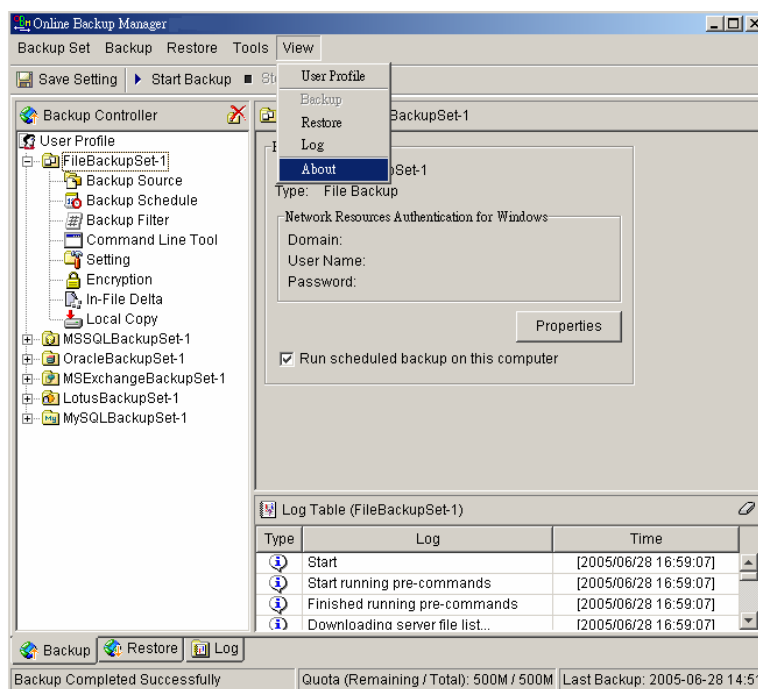 Online Backup Manager
Backup Set Backup Restore Tools View
Save Setting Start Backup
User Profile
Backup
Restore
Log
About
Backup Controller
BackupSet-1
User Profile
FileBackupSet-1
Backup Source
Backup Schedule
Backup Filter
Command Line Tool
Setting
Encryption
In-File Delta
Local Copy
MSSQLBackupSet-1
OracleBackupSet-1
MSExchangeBackupSet-1
LotusBackupSet-1
MySQLBackupSet-1
pSet-1
Type: File Backup
Network Resources Authentication for Windows
Domain:
User Name:
Password:
Properties
Run scheduled backup on this computer
Log Table (FileBackupSet-1)
Type Log Time
Start [2005/06/28 16:59:07]
Start running pre-commands [2005/06/28 16:59:07]
Finished running pre-commands [2005/06/28 16:59:07]
Downloading server file list... [2005/06/28 16:59:07]
Backup Restore Log
Backup Completed Successfully Quota (Remaining / Total): 500M / 500M Last Backup: 2005-06-28 14:51